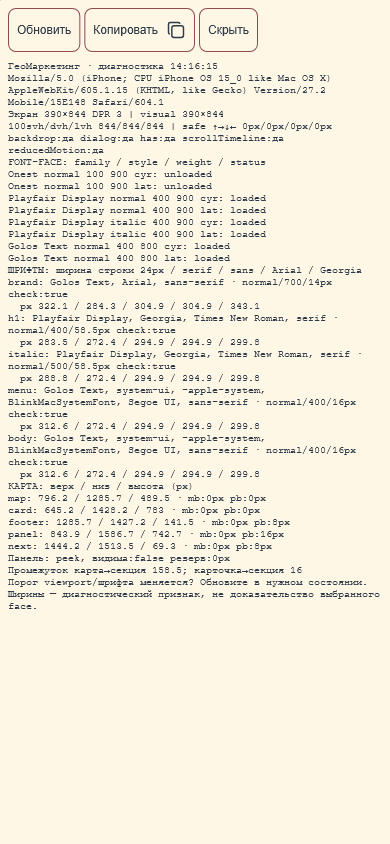 Обновить
Копировать
Скрыть
ГеоМаркетинг · диагностика 14:16:15
Mozilla/5.0 (iPhone; CPU iPhone OS 15_0 like Mac OS X)
AppleWebKit/605.1.15 (KHTML, like Gecko) Version/27.2
Mobile/15E148 Safari/604.1
Экран 390×844 DPR 3 | visual 390×844
100svh/dvh/lvh 844/844/844 | safe ↑→↓← 0px/0px/0px/0px
backdrop:да dialog:да has:да scrollTimeline:да
reducedMotion:да
FONT-FACE: family / style / weight / status
Onest normal 100 900 cyr: unloaded
Onest normal 100 900 lat: unloaded
Playfair Display normal 400 900 cyr: loaded
Playfair Display normal 400 900 lat: loaded
Playfair Display italic 400 900 cyr: loaded
Playfair Display italic 400 900 lat: loaded
Golos Text normal 400 800 cyr: loaded
Golos Text normal 400 800 lat: loaded
ШРИФТЫ: ширина строки 24px / serif / sans / Arial / Georgia
brand: Golos Text, Arial, sans-serif · normal/700/14px
check:true
px 322.1 / 284.3 / 304.9 / 304.9 / 343.1
h1: Playfair Display, Georgia, Times New Roman, serif ·
normal/400/58.5px check:true
px 283.5 / 272.4 / 294.9 / 294.9 / 299.8
italic: Playfair Display, Georgia, Times New Roman, serif ·
normal/500/58.5px check:true
px 288.8 / 272.4 / 294.9 / 294.9 / 299.8
menu: Golos Text, system-ui, -apple-system,
BlinkMacSystemFont, Segoe UI, sans-serif · normal/400/16px
check:true
px 312.6 / 272.4 / 294.9 / 294.9 / 299.8
body: Golos Text, system-ui, -apple-system,
BlinkMacSystemFont, Segoe UI, sans-serif · normal/400/16px
check:true
px 312.6 / 272.4 / 294.9 / 294.9 / 299.8
КАРТА: верх / низ / высота (px)
map: 796.2 / 1285.7 / 489.5 · mb:0px pb:0px
card: 645.2 / 1428.2 / 783 · mb:0px pb:0px
footer: 1285.7 / 1427.2 / 141.5 · mb:0px pb:8px
panel: 843.9 / 1586.7 / 742.7 · mb:0px pb:16px
next: 1444.2 / 1513.5 / 69.3 · mb:0px pb:8px
Панель: peek, видима:false резерв:0px
Промежуток карта→секция 158.5; карточка→секция 16
Порог viewport/шрифта меняется? Обновите в нужном состоянии.
Ширины — диагностический признак, не доказательство выбранного
face.